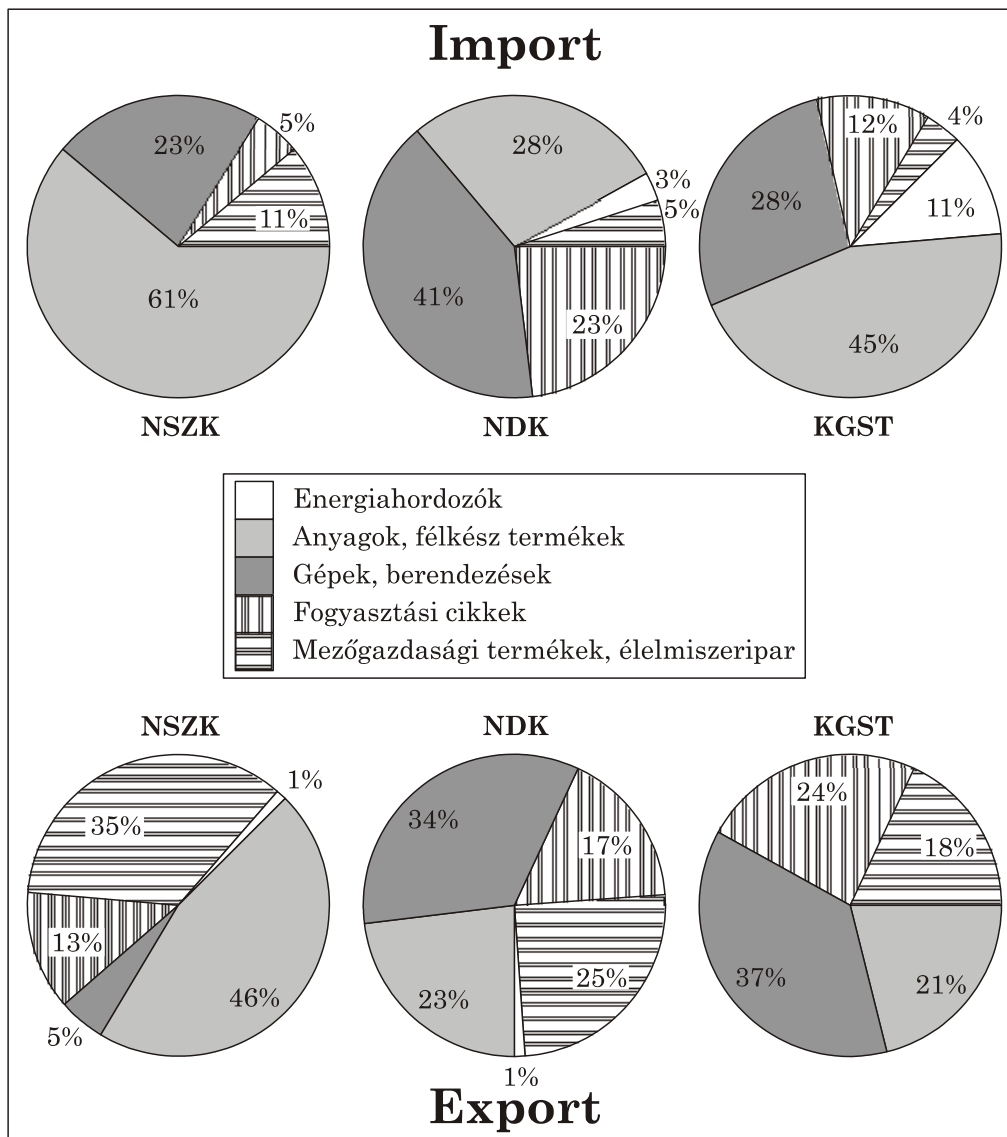 Import
23%
5%
11%
61%
NSZK
28%
3%
5%
41%
23%
NDK
12%
4%
28%
11%
45%
KGST
Energiahordozók
Anyagok, félkész termékek
Gépek, berendezések
Fogyasztási cikkek
Mezőgazdasági termékek, élelmiszeripar
NSZK
1%
35%
13%
46%
5%
NDK
34%
17%
25%
23%
1%
KGST
24%
18%
37%
21%
Export